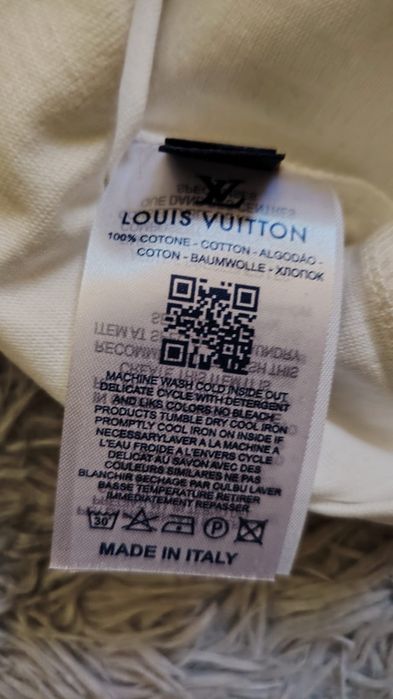 LV
LOUIS VUITTON
100% COTONE - COTTON - ALGODÃO -
COTON - BAUMWOLLE - ХЛОПОК
MACHINE WASH COLD INSIDE OUT
DELICATE CYCLE WITH DETERGENT
AND LIKE COLORS NO BLEACH
PRODUCTS TUMBLE DRY COOL IRON
PROMPTLY COOL IRON ON INSIDE IF
NECESSARYLAVER A LA MACHINE A
L'EAU FROIDE A L'ENVERS CYCLE
DELICAT AU SAVON AVEC DES
COULEURS SIMILARES NE PAS
BLANCHIR SECHAGE PAR QULBU LAVER
BASSE TEMPERATURE RETIRER
IMMEDIATEMENT REPASSER
30° P
MADE IN ITALY